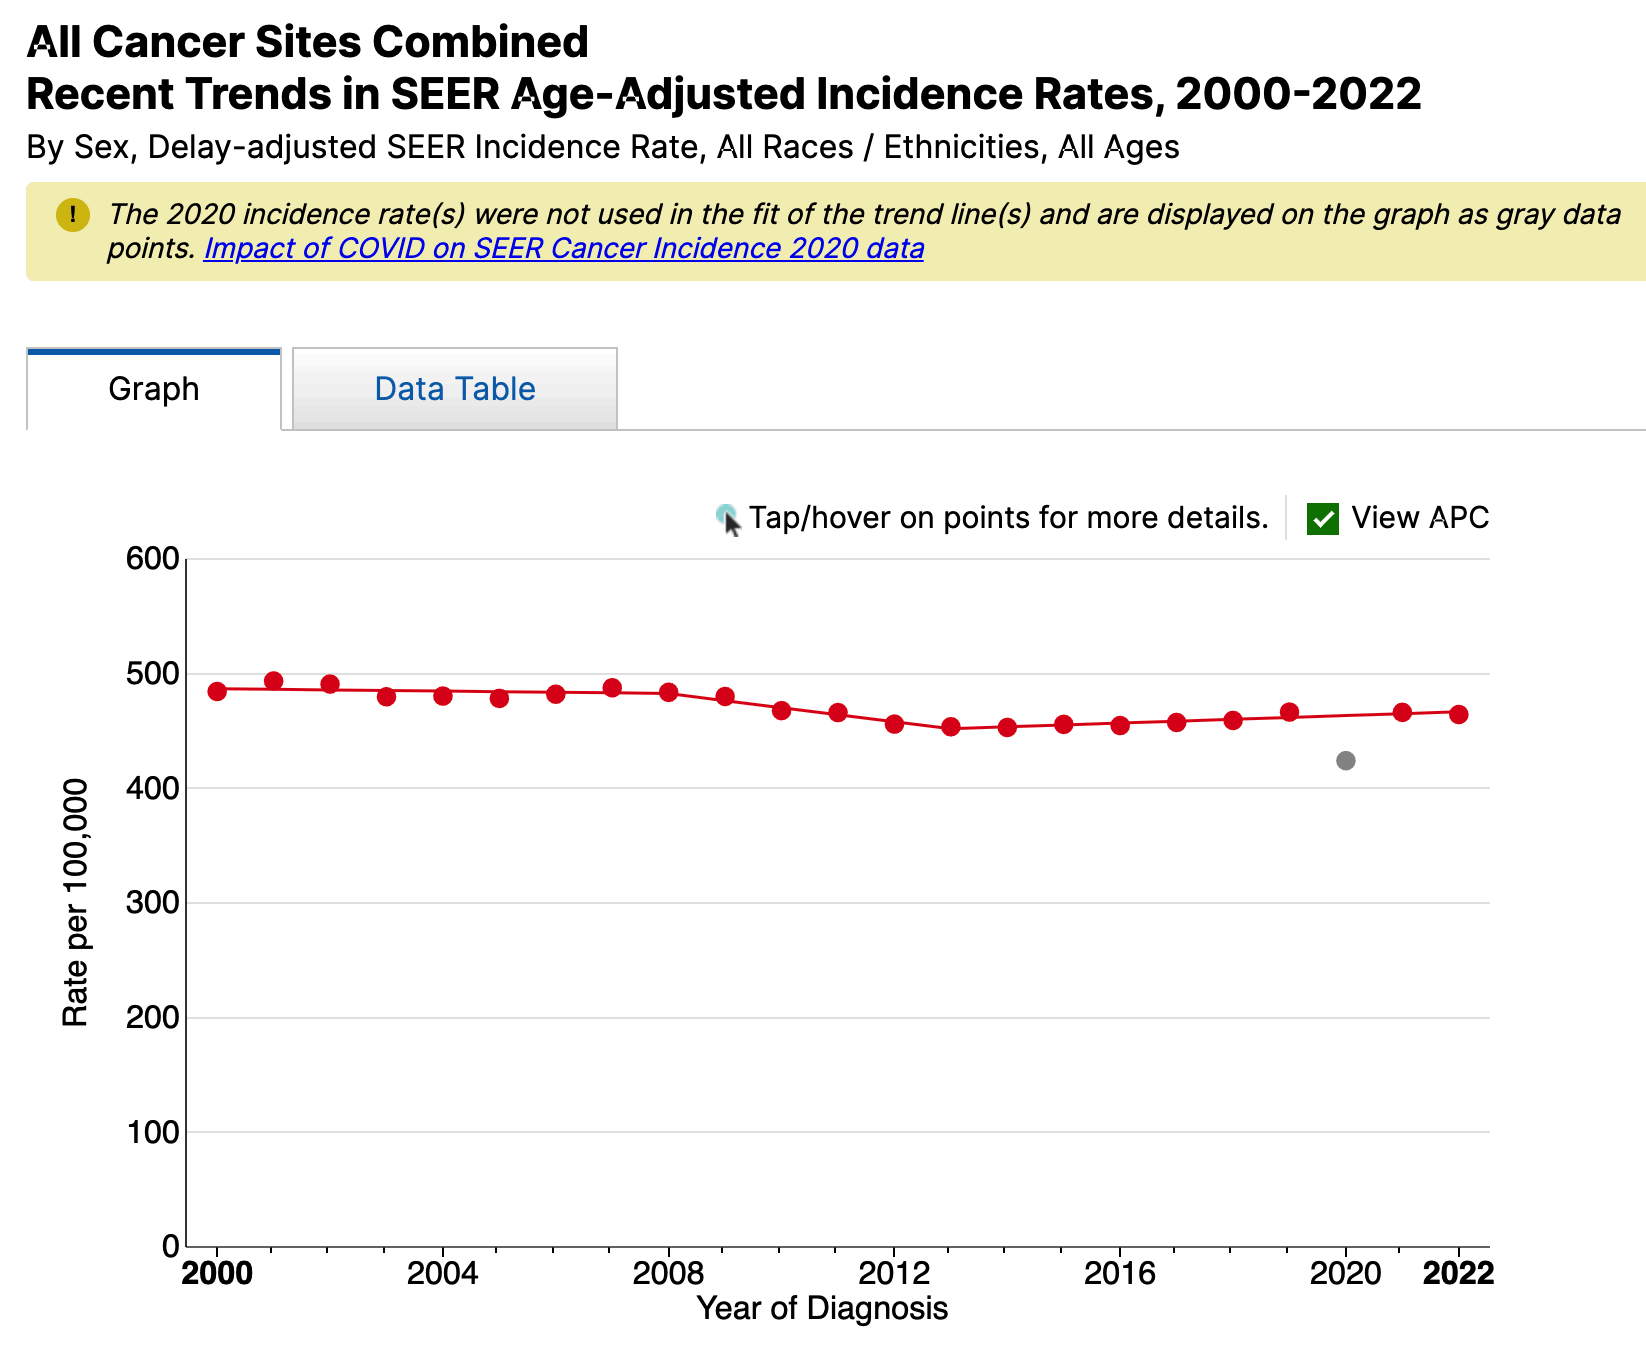 All Cancer Sites Combined
Recent Trends in SEER Age-Adjusted Incidence Rates, 2000-2022
By Sex, Delay-adjusted SEER Incidence Rate, All Races / Ethnicities, All Ages
! The 2020 incidence rate(s) were not used in the fit of the trend line(s) and are displayed on the graph as gray data
points. Impact of COVID on SEER Cancer Incidence 2020 data
Graph
Data Table
Tap/hover on points for more details.
View APC
600
500
400
300
200
100
0
Rate per 100,000
2000 2004 2008 2012 2016 2020 2022
Year of Diagnosis